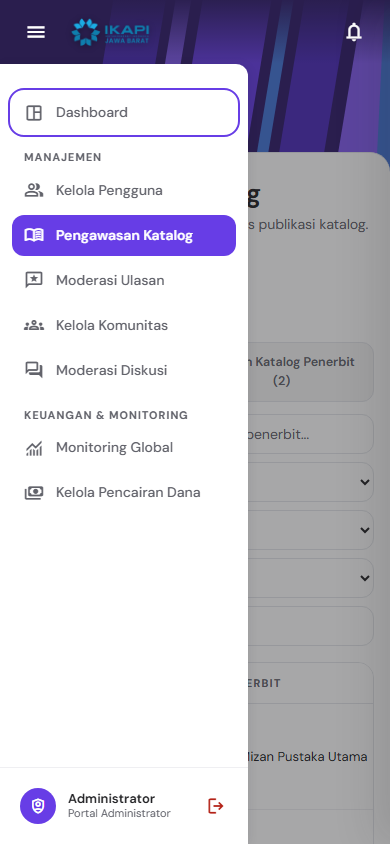 IKAPI
JAWA BARAT
Dashboard
MANAJEMEN
Kelola Pengguna
Pengawasan Katalog
Moderasi Ulasan
Kelola Komunitas
Moderasi Diskusi
KEUANGAN & MONITORING
Monitoring Global
Kelola Pencairan Dana
Administrator
Portal Administrator
g
s publikasi katalog.
n Katalog Penerbit
(2)
penerbit...
ERBIT
Mizan Pustaka Utama